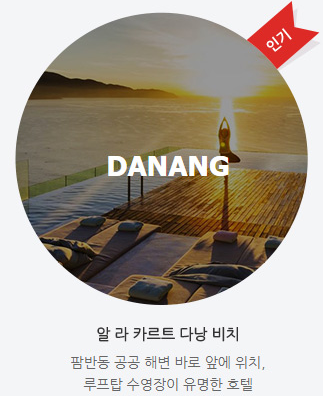 인기
DANANG
알 라 카르트 다낭 비치
팜반동 공공 해변 바로 앞에 위치,
루프탑 수영장이 유명한 호텔